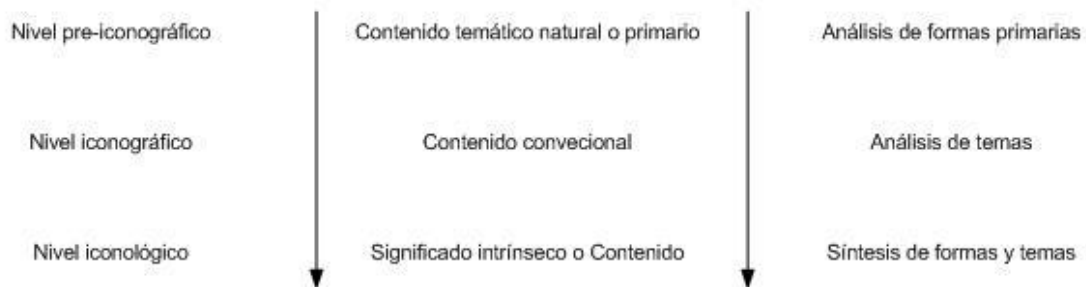 Nivel pre-iconográfico Contenido temático natural o primario Análisis de formas primarias
Nivel iconográfico Contenido convecional Análisis de temas
Nivel iconológico Significado intrínseco o Contenido Síntesis de formas y temas